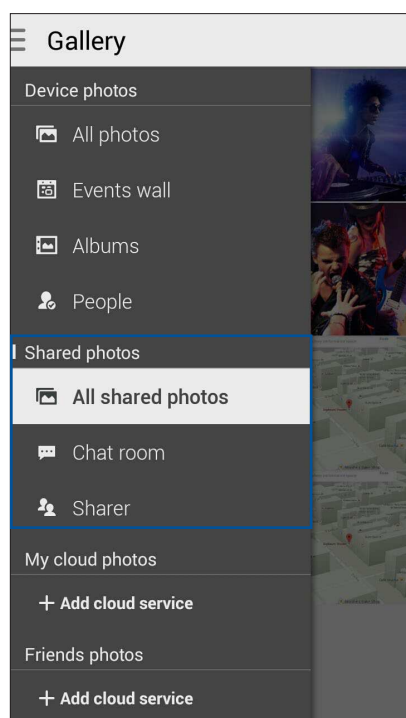 Gallery
Device photos
All photos
Events wall
Albums
People
Shared photos
All shared photos
Chat room
Sharer
My cloud photos
+ Add cloud service
Friends photos
+ Add cloud service